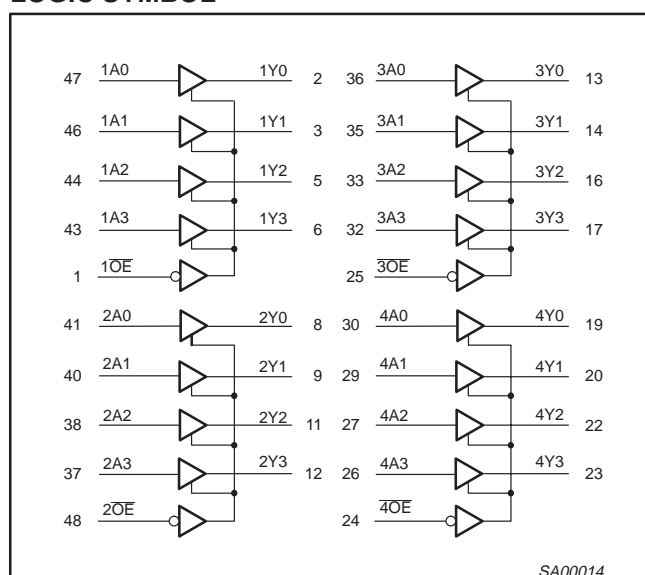 47 1A0 1Y0 2 36 3A0 3Y0 13
46 1A1 1Y1 3 35 3A1 3Y1 14
44 1A2 1Y2 5 33 3A2 3Y2 16
43 1A3 1Y3 6 32 3A3 3Y3 17
1 1OE 25 3OE
41 2A0 2Y0 8 30 4A0 4Y0 19
40 2A1 2Y1 9 29 4A1 4Y1 20
38 2A2 2Y2 11 27 4A2 4Y2 22
37 2A3 2Y3 12 26 4A3 4Y3 23
48 2OE 24 4OE
SA00014